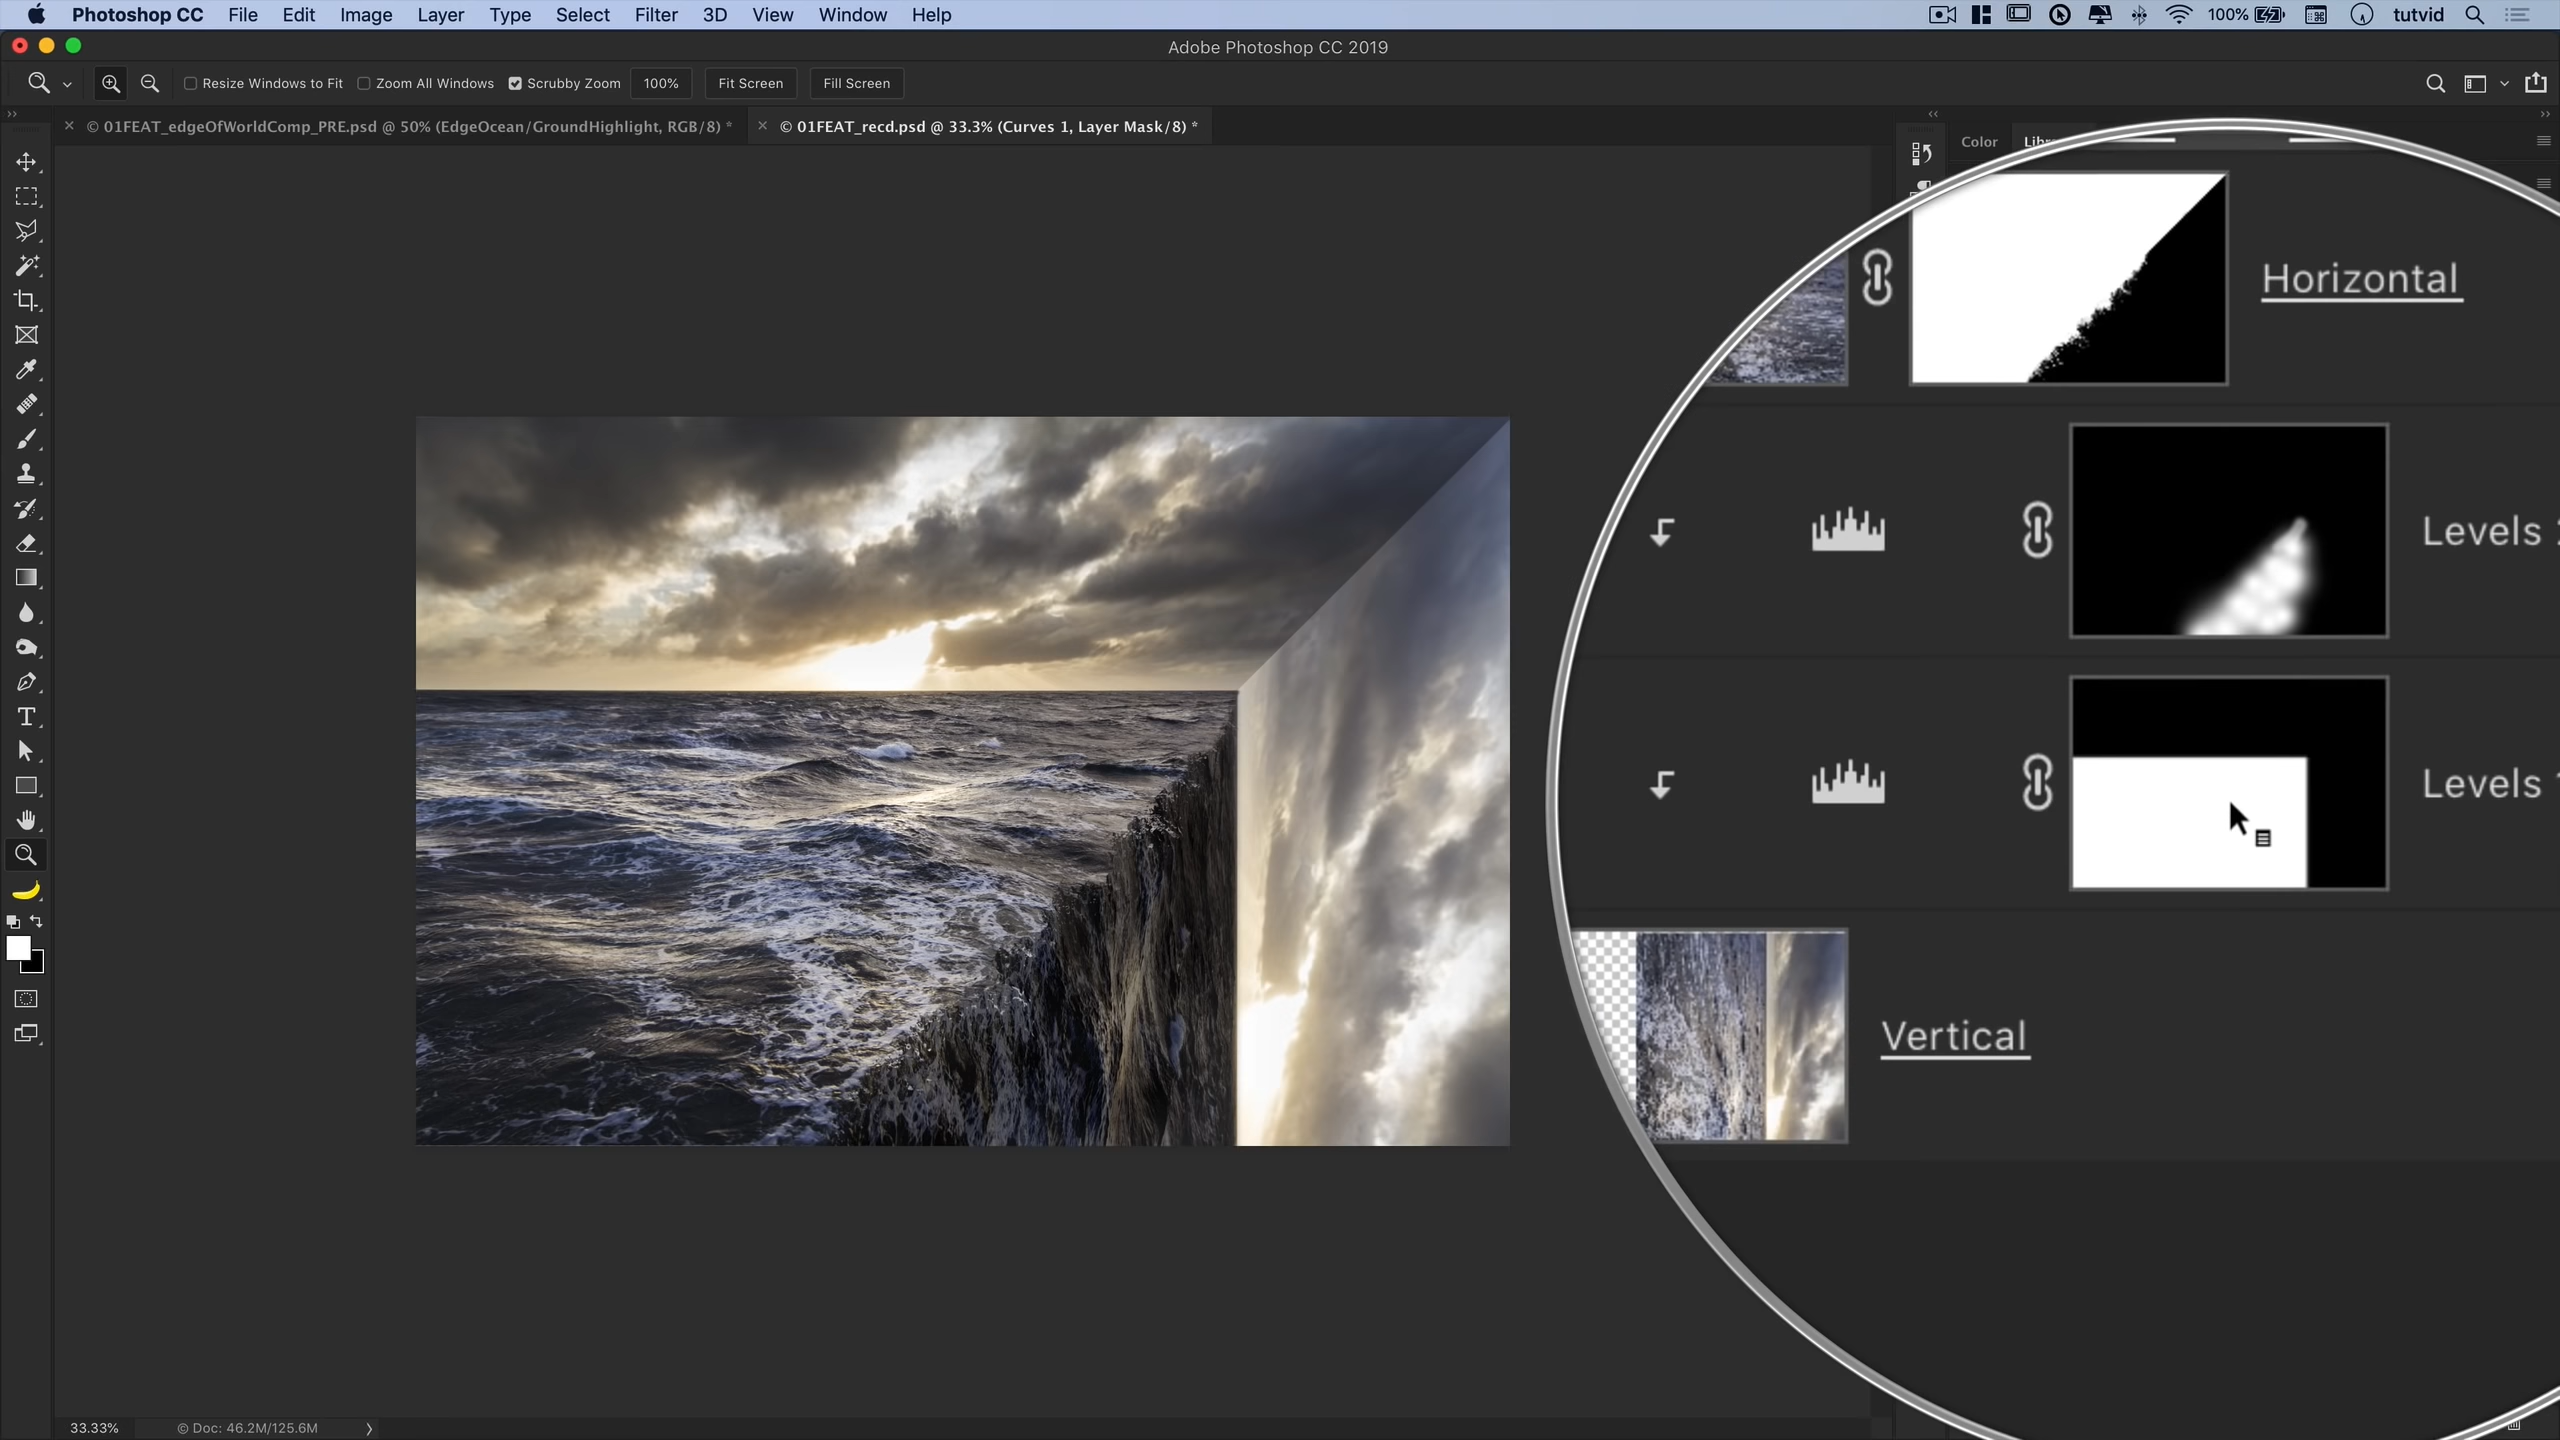 Photoshop CC File Edit Image Layer Type Select Filter 3D View Window Help 100% tutvid
Adobe Photoshop CC 2019
Resize Windows to Fit Zoom All Windows Scrubby Zoom 100% Fit Screen Fill Screen
© 01FEAT_edgeOfWorldComp_PRE.psd @ 50% (EdgeOcean/GroundHighlight, RGB/8) * © 01FEAT_recd.psd @ 33.3% (Curves 1, Layer Mask/8) *
Color
Horizontal
Levels
Levels
Vertical
33.33% © Doc: 46.2M/125.6M